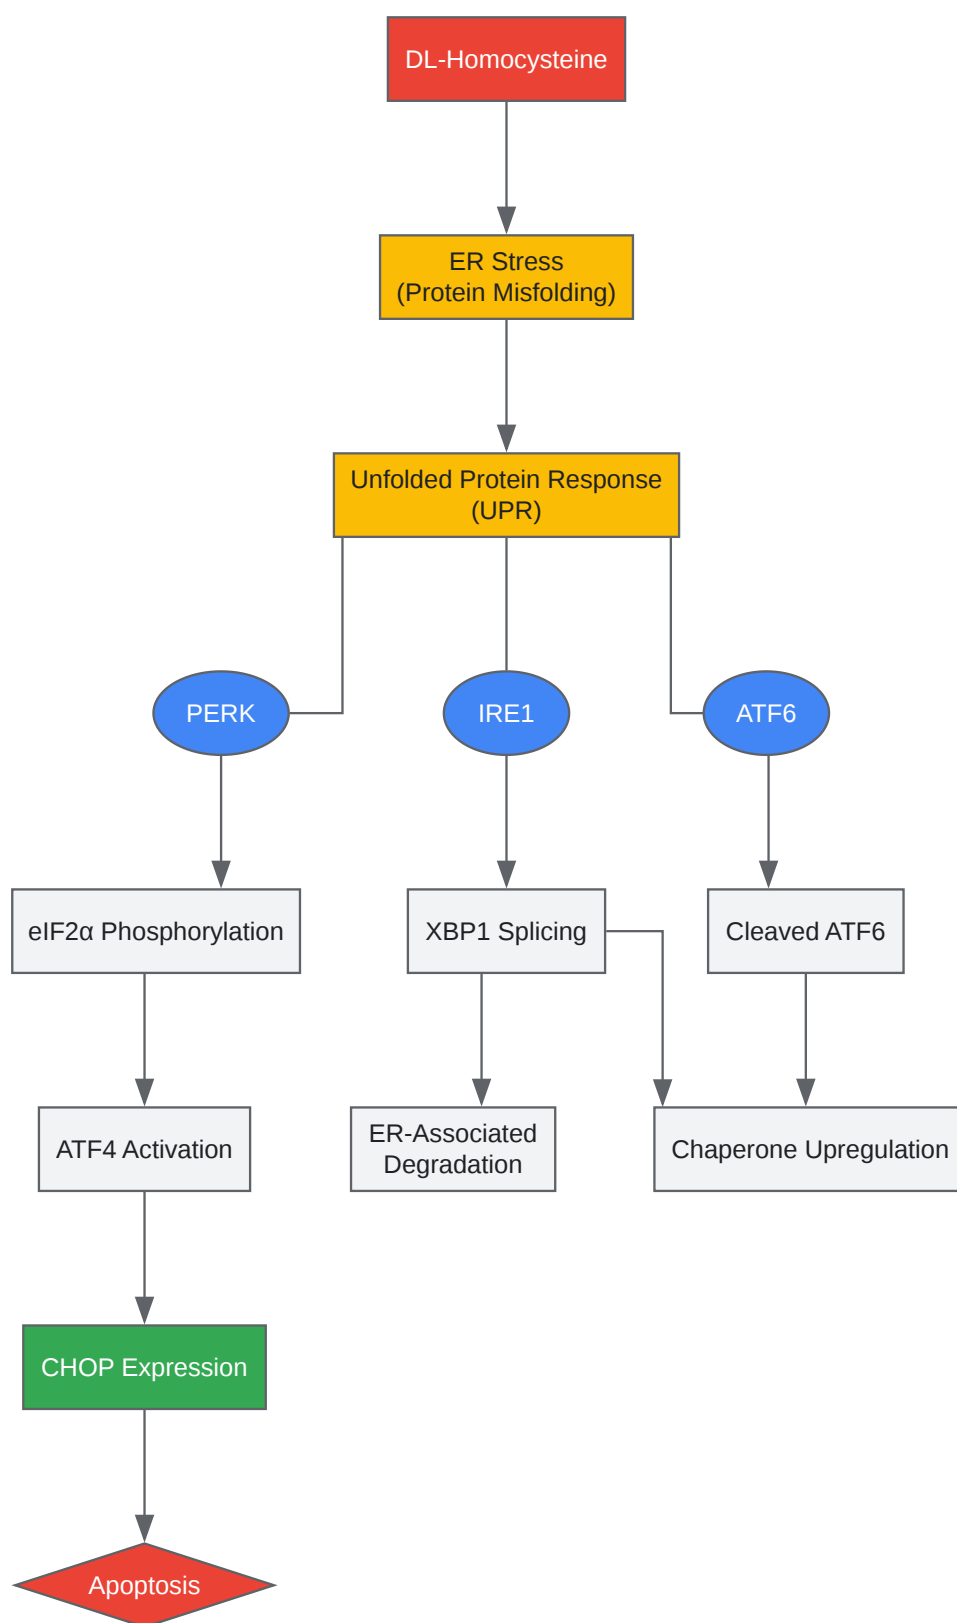 DL-Homocysteine
ER Stress
(Protein Misfolding)
Unfolded Protein Response
(UPR)
PERK
IRE1
ATF6
eIF2α Phosphorylation
XBP1 Splicing
Cleaved ATF6
ATF4 Activation
ER-Associated
Degradation
Chaperone Upregulation
CHOP Expression
Apoptosis